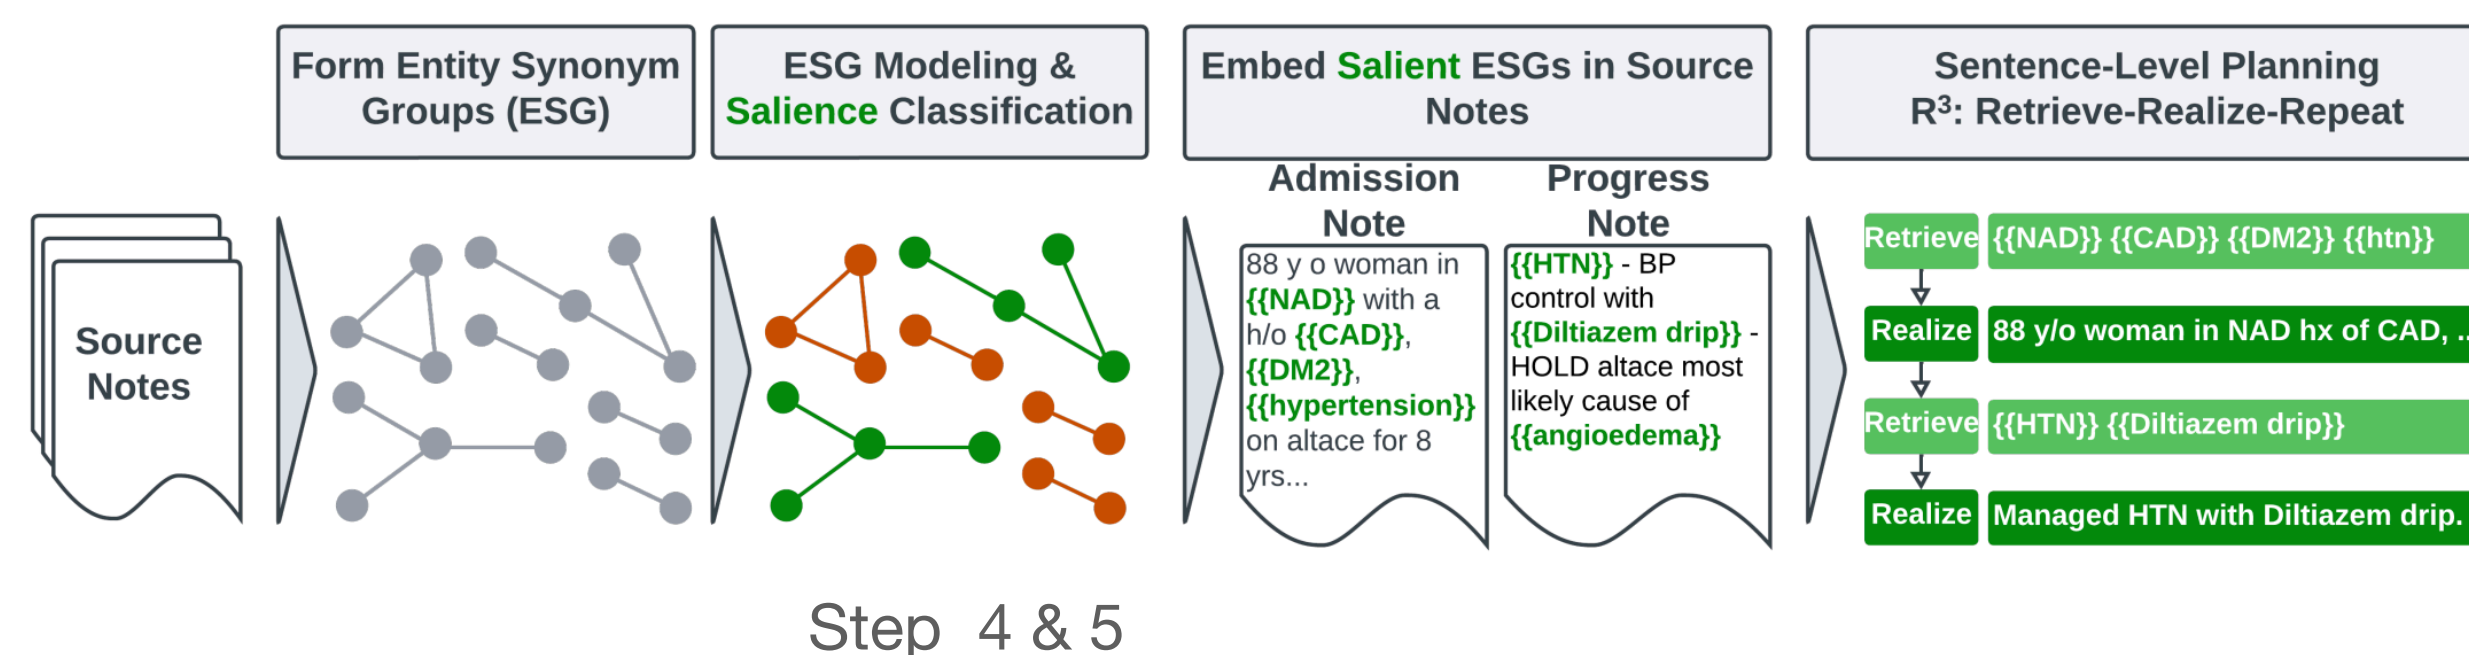 Form Entity Synonym
Groups (ESG)
ESG Modeling &
Salience Classification
Embed Salient ESGs in Source
Notes
Sentence-Level Planning
R³: Retrieve-Realize-Repeat
Source
Notes
Admission
Note
88 y o woman in
{{NAD}} with a
h/o {{CAD}},
{{DM2}},
{{hypertension}}
on altace for 8
yrs...
Progress
Note
{{HTN}} - BP
control with
{{Diltiazem drip}} -
HOLD altace most
likely cause of
{{angioedema}}
Retrieve {{NAD}} {{CAD}} {{DM2}} {{htn}}
Realize 88 y/o woman in NAD hx of CAD, ..
Retrieve {{HTN}} {{Diltiazem drip}}
Realize Managed HTN with Diltiazem drip.
Step 4 & 5